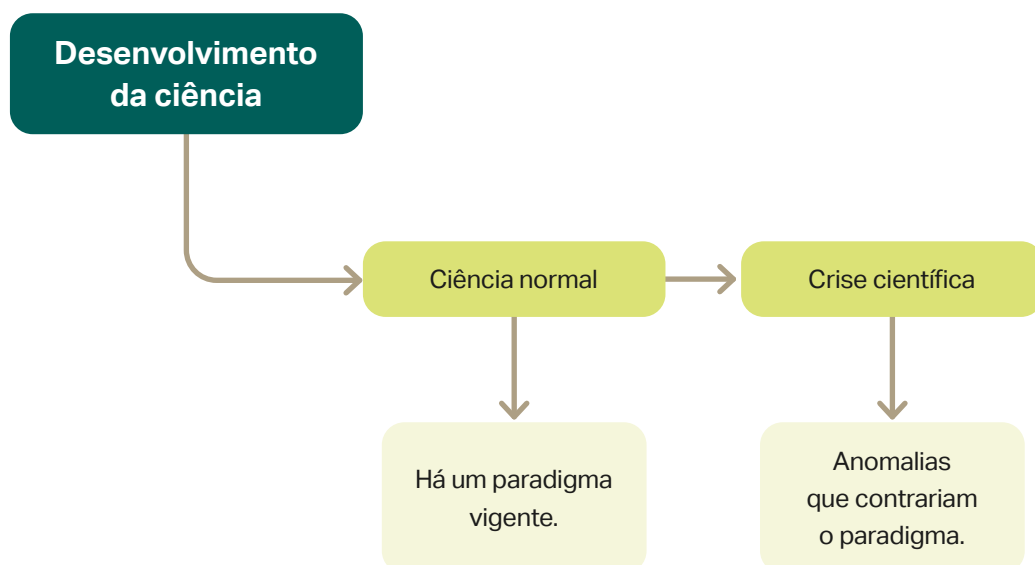 Desenvolvimento
da ciência
Ciência normal
Crise científica
Há um paradigma
vigente.
Anomalias
que contrariam
o paradigma.